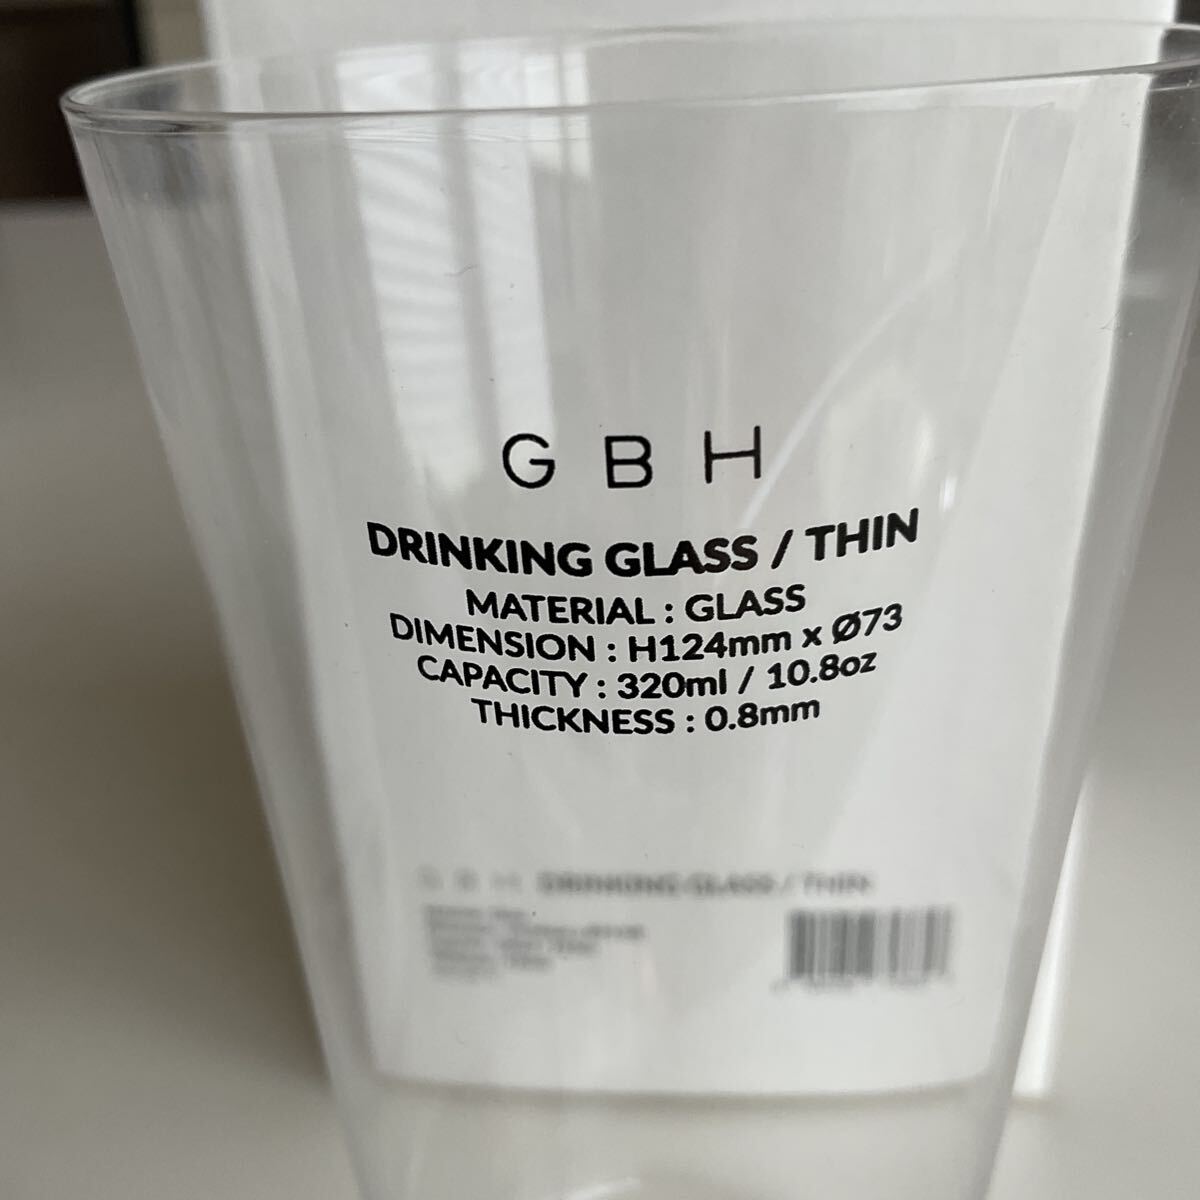 G B H
DRINKING GLASS / THIN
MATERIAL : GLASS
DIMENSION : H124mm x Ø73
CAPACITY : 320ml / 10.8oz
THICKNESS : 0.8mm
G B H DRINKING GLASS / THIN